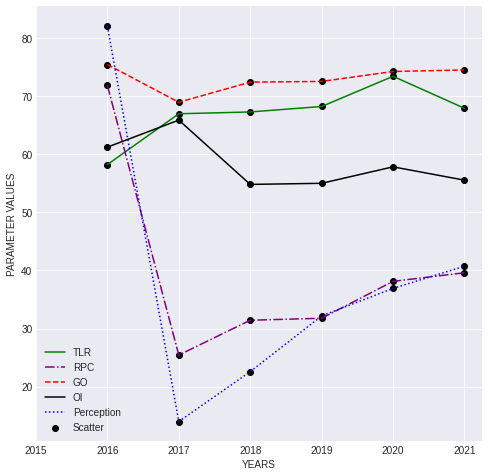 80
70
60
50
40
30
20
PARAMETER VALUES
TLR
RPC
GO
OI
Perception
Scatter
2015 2016 2017 2018 2019 2020 2021
YEARS